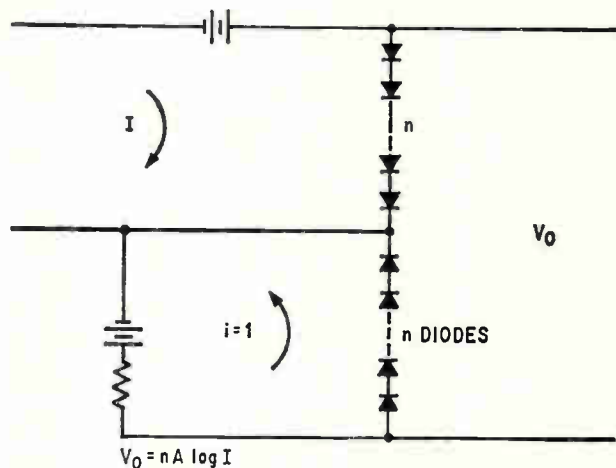 I
n
V₀
i=1
n DIODES
V₀ = nA log I